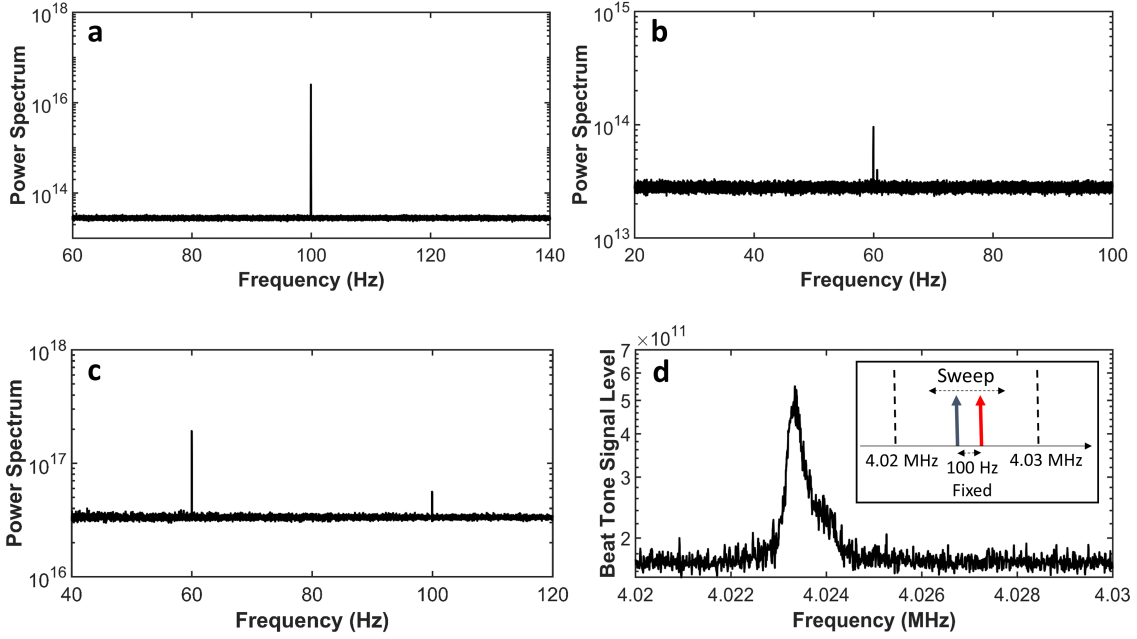 a
10^18
10^16
10^14
Power Spectrum
60 80 100 120 140
Frequency (Hz)
b
10^15
10^14
10^13
Power Spectrum
20 40 60 80 100
Frequency (Hz)
c
10^18
10^17
10^16
Power Spectrum
40 60 80 100 120
Frequency (Hz)
d
×10^11
7
6
5
4
3
2
Beat Tone Signal Level
Sweep
4.02 MHz
4.03 MHz
100 Hz
Fixed
4.02 4.022 4.024 4.026 4.028 4.03
Frequency (MHz)